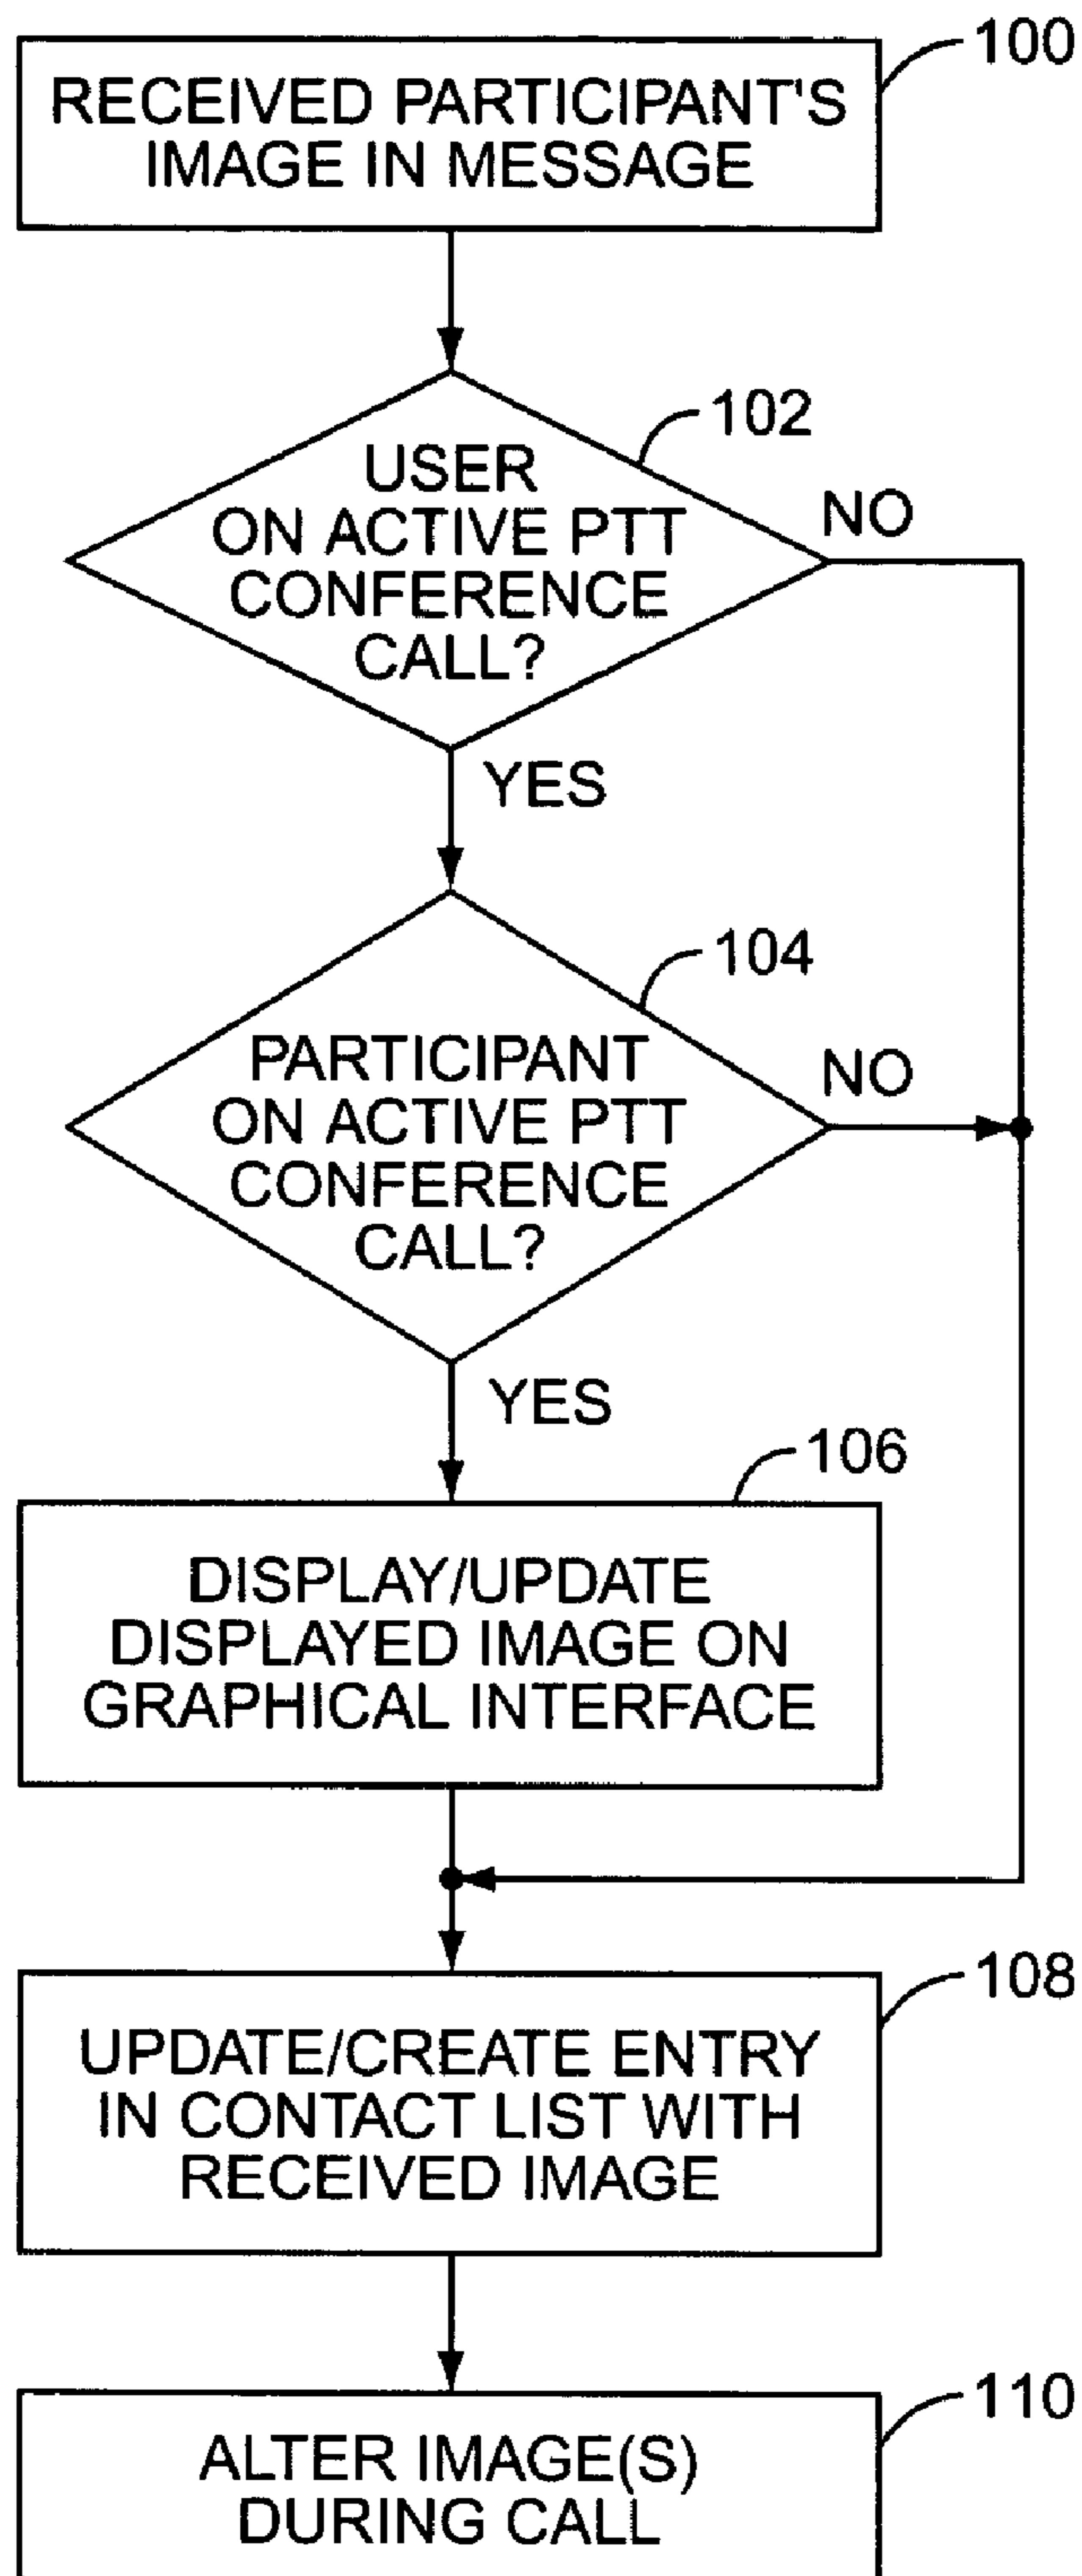 100
RECEIVED PARTICIPANT'S
IMAGE IN MESSAGE
102
USER
ON ACTIVE PTT
CONFERENCE
CALL?
NO
YES
104
PARTICIPANT
ON ACTIVE PTT
CONFERENCE
CALL?
NO
YES
106
DISPLAY/UPDATE
DISPLAYED IMAGE ON
GRAPHICAL INTERFACE
108
UPDATE/CREATE ENTRY
IN CONTACT LIST WITH
RECEIVED IMAGE
110
ALTER IMAGE(S)
DURING CALL